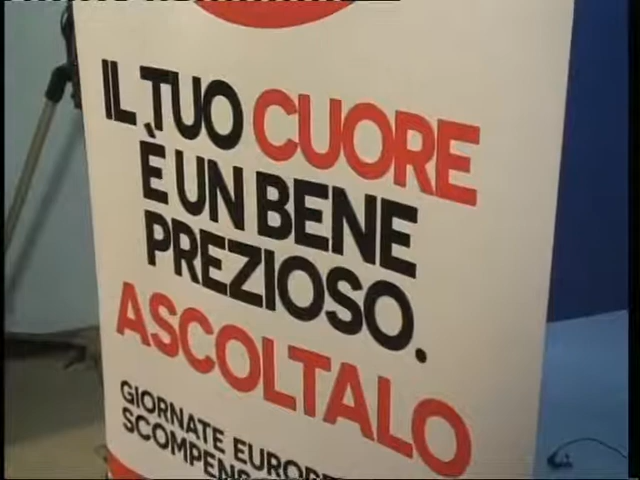 IL TUO CUORE
È UN BENE
PREZIOSO.
ASCOLTALO
GIORNATE